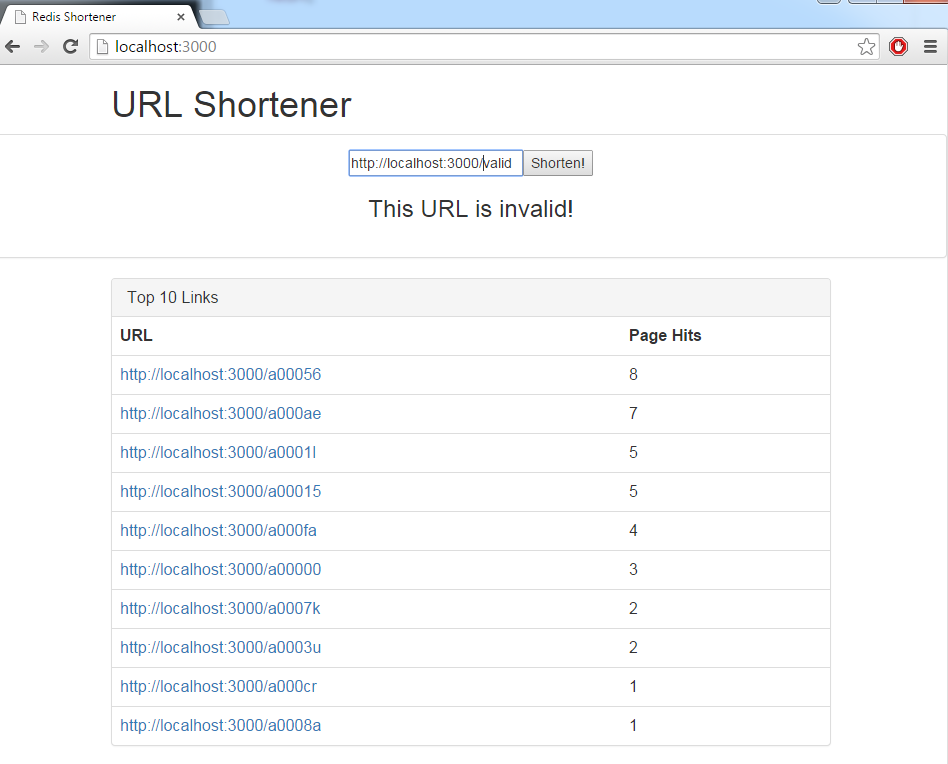 Redis Shortener
localhost:3000
URL Shortener
http://localhost:3000/valid Shorten!
This URL is invalid!
Top 10 Links
URL Page Hits
http://localhost:3000/a00056 8
http://localhost:3000/a000ae 7
http://localhost:3000/a0001l 5
http://localhost:3000/a00015 5
http://localhost:3000/a000fa 4
http://localhost:3000/a00000 3
http://localhost:3000/a0007k 2
http://localhost:3000/a0003u 2
http://localhost:3000/a000cr 1
http://localhost:3000/a0008a 1